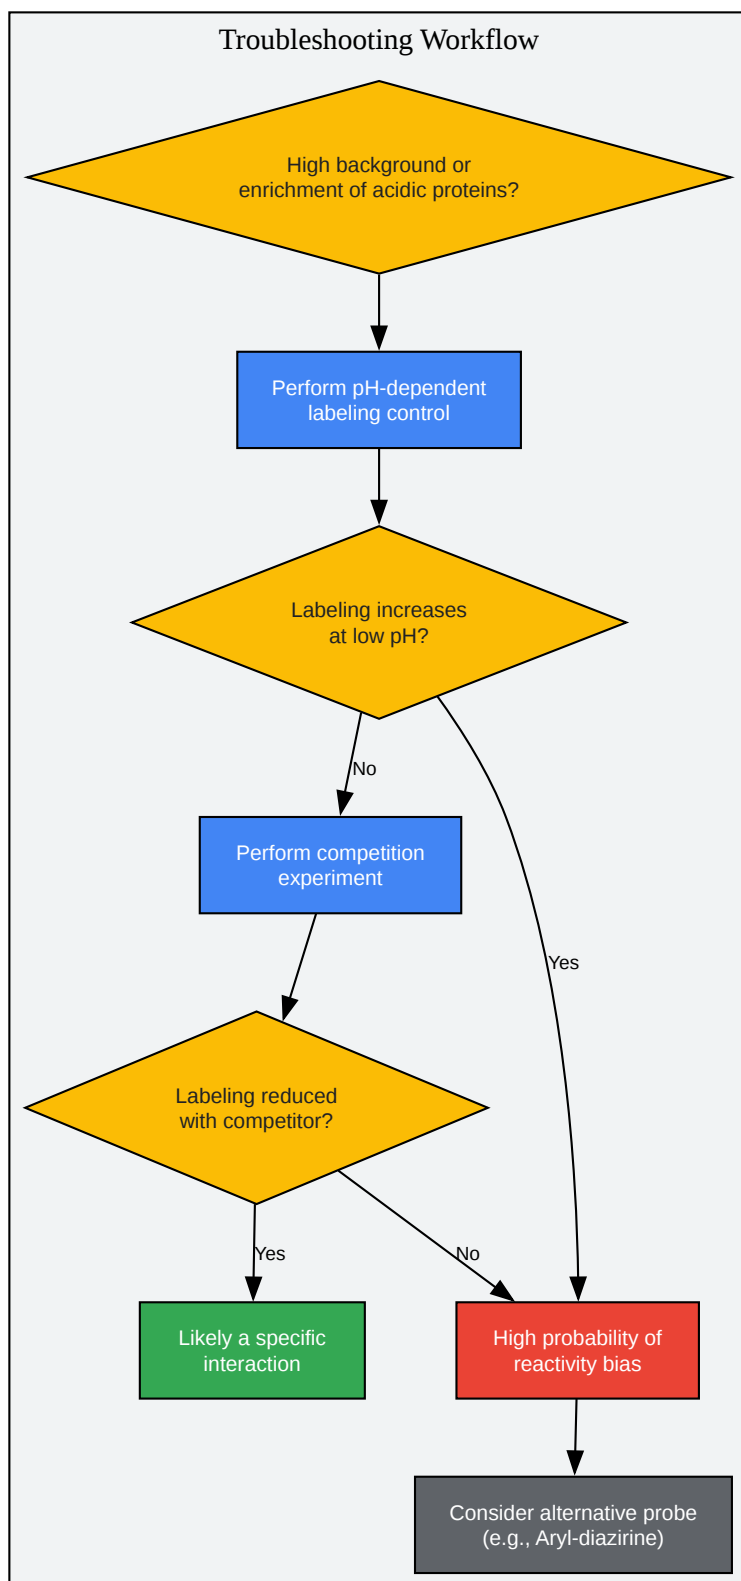 Troubleshooting Workflow
High background or
enrichment of acidic proteins?
Perform pH-dependent
labeling control
Labeling increases
at low pH?
No
Perform competition
experiment
Yes
Labeling reduced
with competitor?
Yes
No
Likely a specific
interaction
High probability of
reactivity bias
Consider alternative probe
(e.g., Aryl-diazirine)